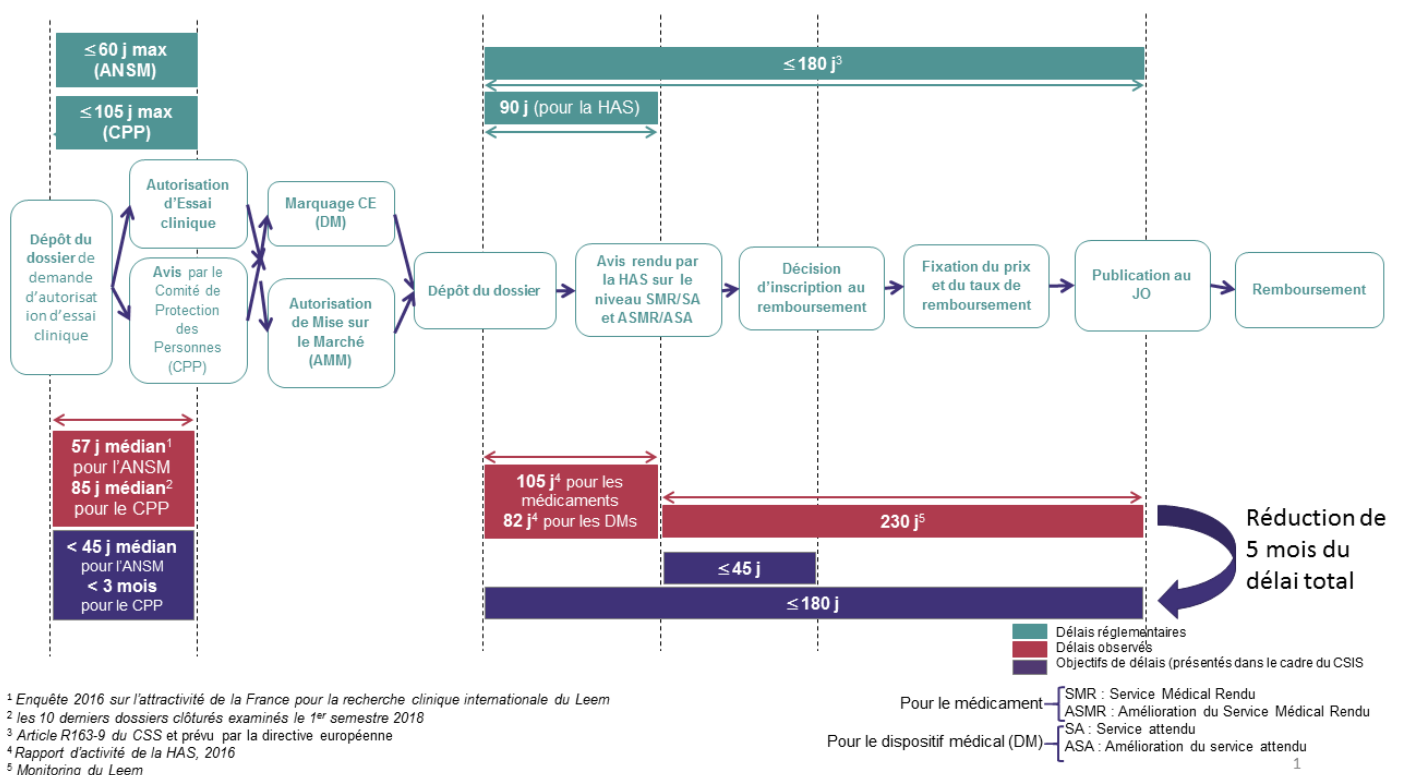 ≤ 60 j max
(ANSM)
≤ 105 j max
(CPP)
≤ 180 j³
90 j (pour la HAS)
Dépôt du
dossier de
demande
d'autorisat
ion d'essai
clinique
Autorisation
d'Essai
clinique
Avis par le
Comité de
Protection
des
Personnes
(CPP)
Marquage CE
(DM)
Autorisation
de Mise sur
le Marché
(AMM)
Dépôt du dossier
Avis rendu par
la HAS sur le
niveau SMR/SA
et ASMR/ASA
Décision
d'inscription au
remboursement
Fixation du prix
et du taux de
remboursement
Publication au
JO
Remboursement
57 j médian¹
pour l'ANSM
85 j médian²
pour le CPP
< 45 j médian
pour l'ANSM
< 3 mois
pour le CPP
105 j⁴ pour les
médicaments
82 j⁴ pour les DMs
230 j⁵
≤ 45 j
≤ 180 j
Réduction de
5 mois du
délai total
Délais réglementaires
Délais observés
Objectifs de délais (présentés dans le cadre du CSIS
¹ Enquête 2016 sur l'attractivité de la France pour la recherche clinique internationale du Leem
² les 10 derniers dossiers clôturés examinés le 1er semestre 2018
³ Article R163-9 du CSS et prévu par la directive européenne
⁴ Rapport d'activité de la HAS, 2016
⁵ Monitoring du Leem
Pour le médicament
SMR : Service Médical Rendu
ASMR : Amélioration du Service Médical Rendu
Pour le dispositif médical (DM)
SA : Service attendu
ASA : Amélioration du service attendu
1